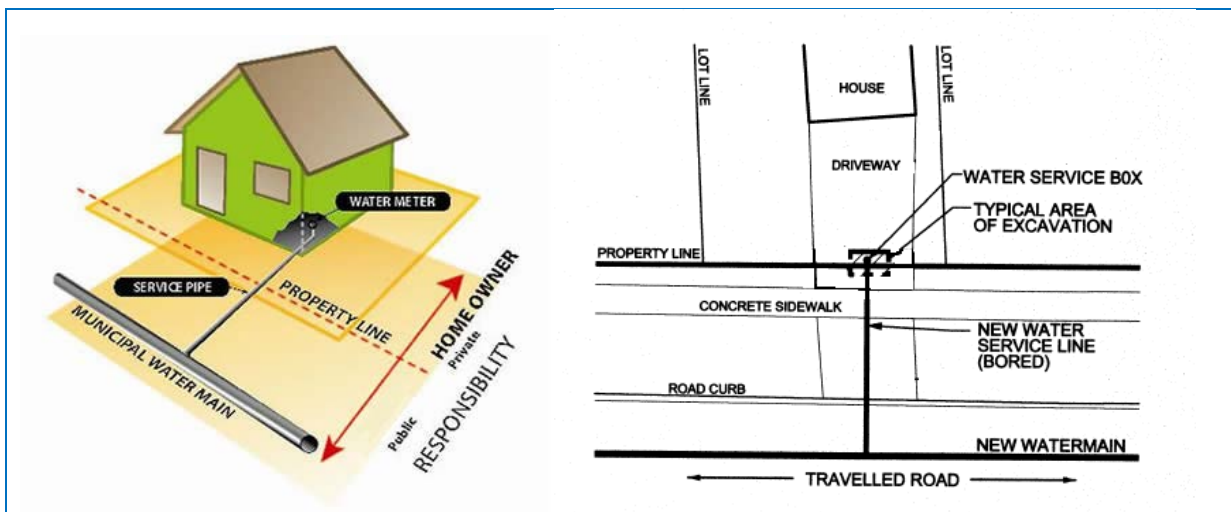 WATER METER
SERVICE PIPE
PROPERTY LINE
MUNICIPAL WATER MAIN
HOME OWNER
Private
Public
RESPONSIBILITY
LOT LINE
HOUSE
LOT LINE
DRIVEWAY
WATER SERVICE B0X
TYPICAL AREA
OF EXCAVATION
PROPERTY LINE
CONCRETE SIDEWALK
NEW WATER
SERVICE LINE
(BORED)
ROAD CURB
NEW WATERMAIN
TRAVELLED ROAD